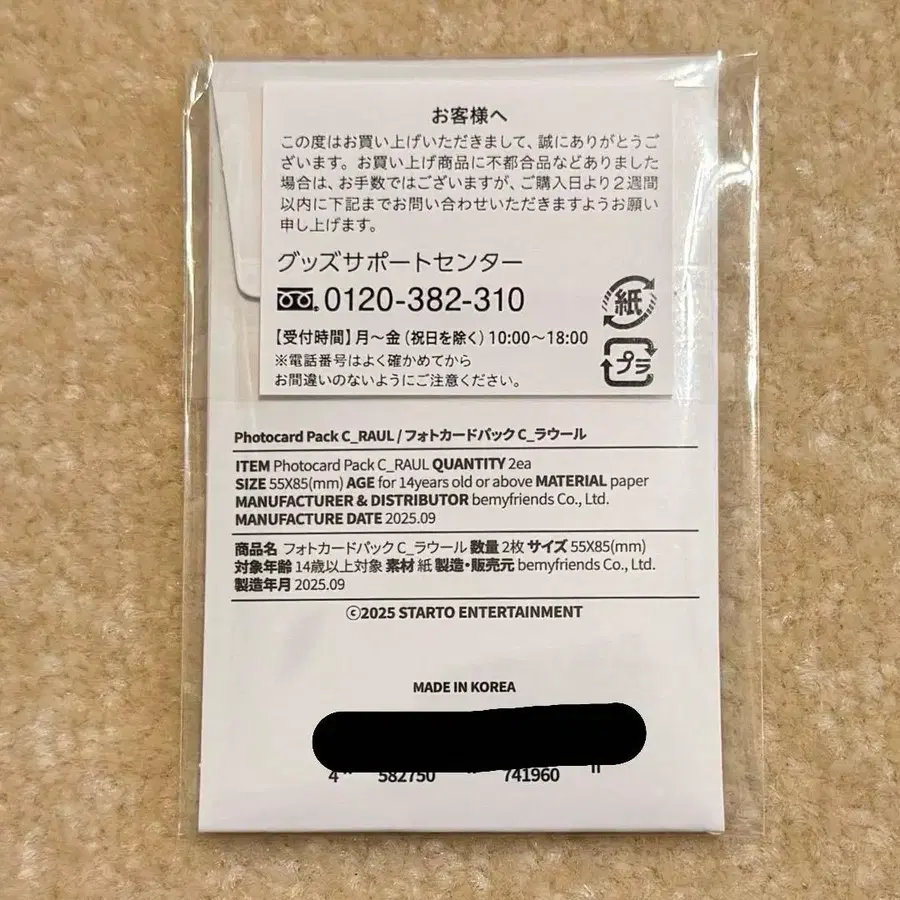 お客様へ
この度はお買い上げいただきまして、誠にありがとうご
ざいます。お買い上げ商品に不都合品などありました
場合は、お手数ではございますが、ご購入日より2週間
以内に下記までお問い合わせいただきますようお願い
申し上げます。
グッズサポートセンター
0120-382-310
【受付時間】月～金(祝日を除く)10:00～18:00
※電話番号はよく確かめてから
お間違いのないようにご注意ください。
紙
プラ
Photocard Pack C_RAUL / フォトカードパック C_ラウール
ITEM Photocard Pack C_RAUL QUANTITY 2ea
SIZE 55X85(mm) AGE for 14years old or above MATERIAL paper
MANUFACTURER & DISTRIBUTOR bemyfriends Co., Ltd.
MANUFACTURE DATE 2025.09
商品名 フォトカードパック C_ラウール 数量 2枚 サイズ 55X85(mm)
対象年齢 14歳以上対象 素材 紙 製造・販売元 bemyfriends Co., Ltd.
製造年月 2025.09
ⓒ2025 STARTO ENTERTAINMENT
MADE IN KOREA
4 582750 741960